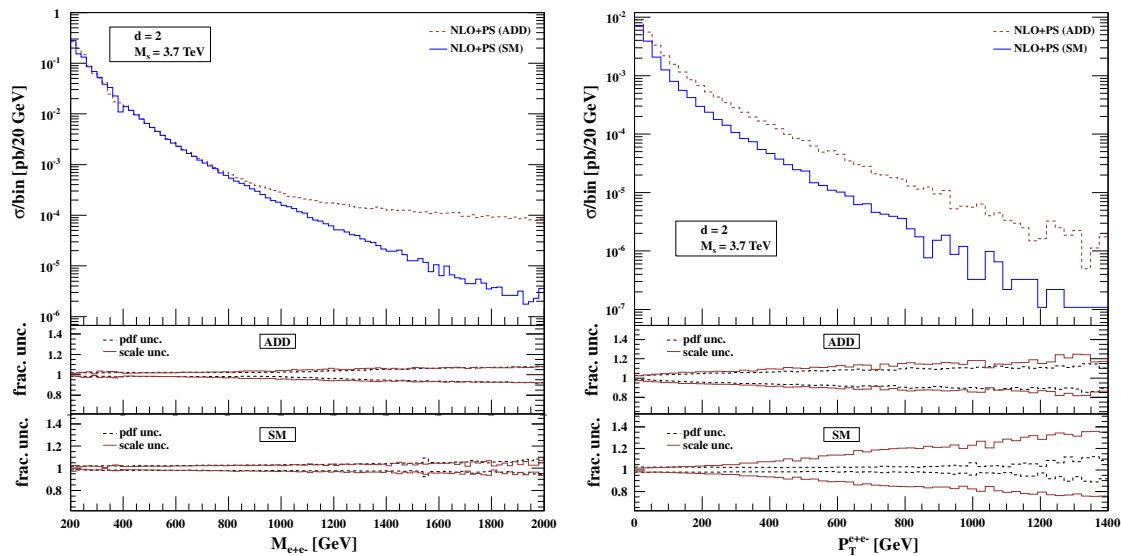 NLO+PS (ADD)
NLO+PS (SM)
d = 2
M_s = 3.7 TeV
σ/bin [pb/20 GeV]
1
10^-1
10^-2
10^-3
10^-4
10^-5
10^-6
frac. unc.
1.4
1.2
1
0.8
pdf unc.
scale unc.
ADD
frac. unc.
1.4
1.2
1
0.8
pdf unc.
scale unc.
SM
200 400 600 800 1000 1200 1400 1600 1800 2000
M_e+e- [GeV]
NLO+PS (ADD)
NLO+PS (SM)
d = 2
M_s = 3.7 TeV
σ/bin [pb/20 GeV]
10^-2
10^-3
10^-4
10^-5
10^-6
10^-7
frac. unc.
1.4
1.2
1
0.8
pdf unc.
scale unc.
ADD
frac. unc.
1.4
1.2
1
0.8
pdf unc.
scale unc.
SM
0 200 400 600 800 1000 1200 1400
P_T^e+e- [GeV]